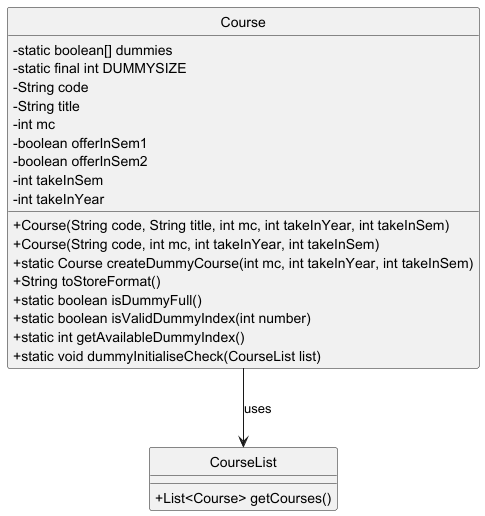 Course
-static boolean[] dummies
-static final int DUMMYSIZE
-String code
-String title
-int mc
-boolean offerInSem1
-boolean offerInSem2
-int takeInSem
-int takeInYear
+Course(String code, String title, int mc, int takeInYear, int takeInSem)
+Course(String code, int mc, int takeInYear, int takeInSem)
+static Course createDummyCourse(int mc, int takeInYear, int takeInSem)
+String toStoreFormat()
+static boolean isDummyFull()
+static boolean isValidDummyIndex(int number)
+static int getAvailableDummyIndex()
+static void dummyInitialiseCheck(CourseList list)
uses
CourseList
+List<Course> getCourses()